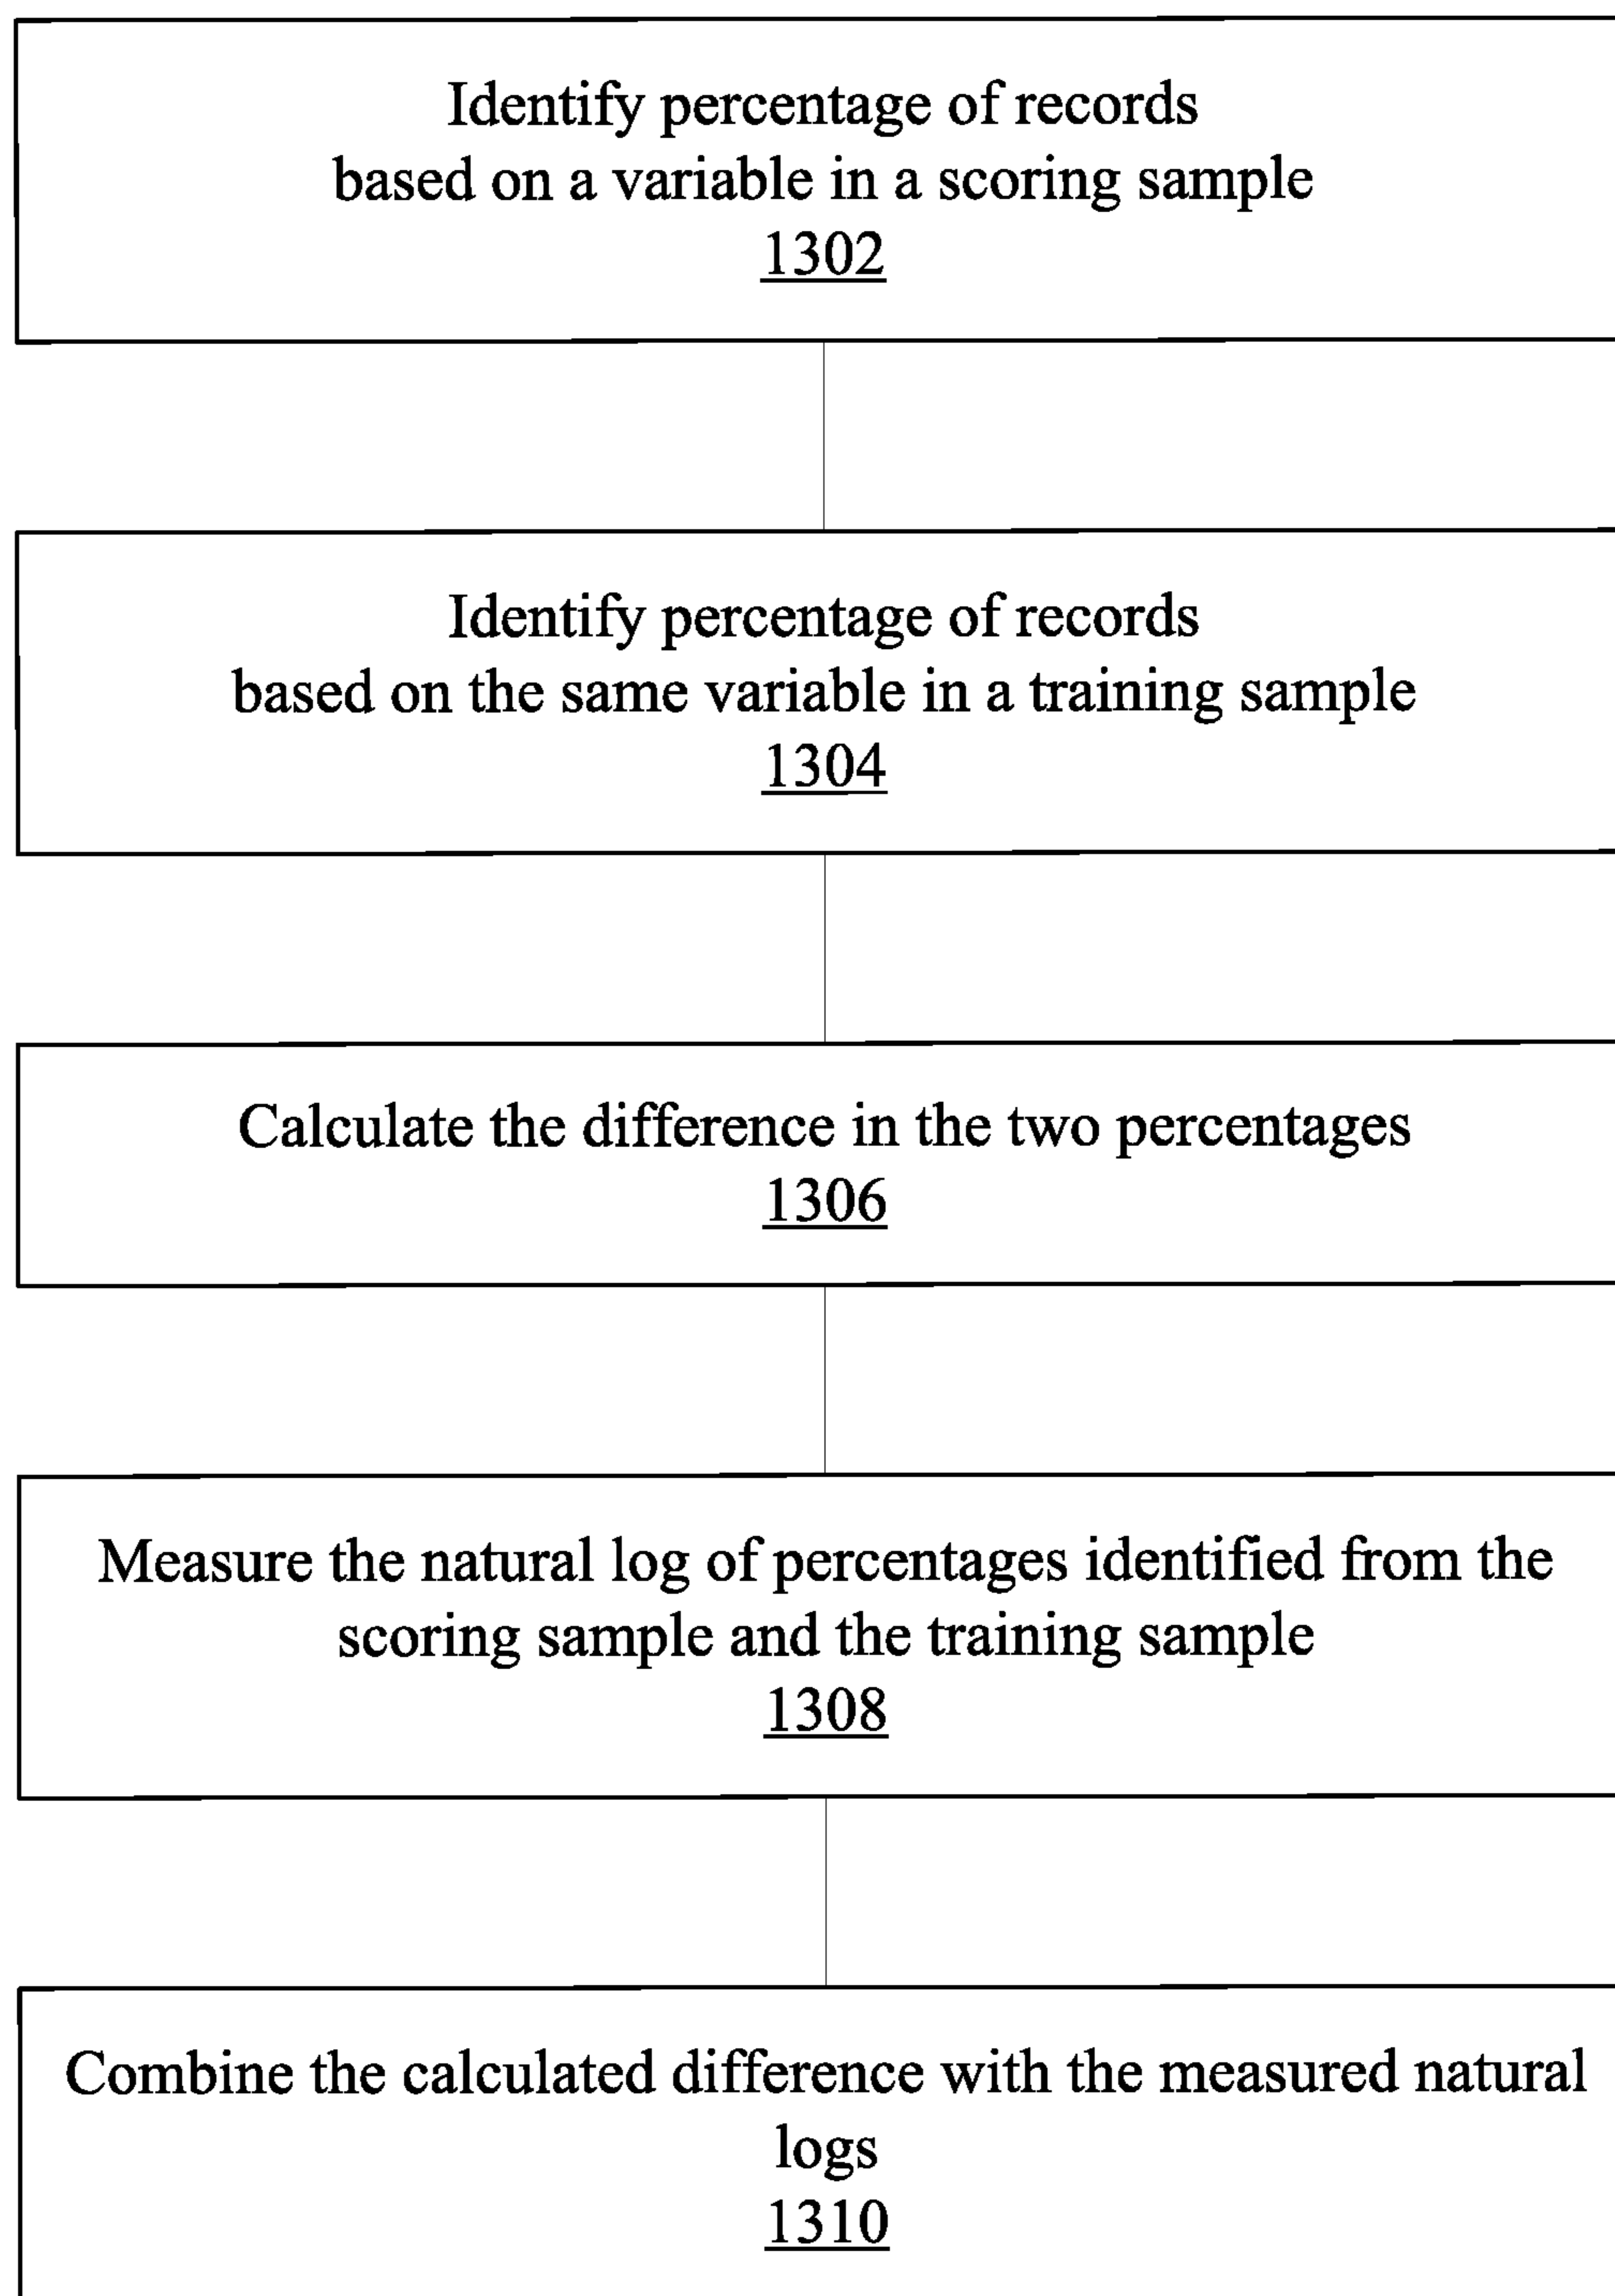 Identify percentage of records
based on a variable in a scoring sample
1302
Identify percentage of records
based on the same variable in a training sample
1304
Calculate the difference in the two percentages
1306
Measure the natural log of percentages identified from the
scoring sample and the training sample
1308
Combine the calculated difference with the measured natural
logs
1310